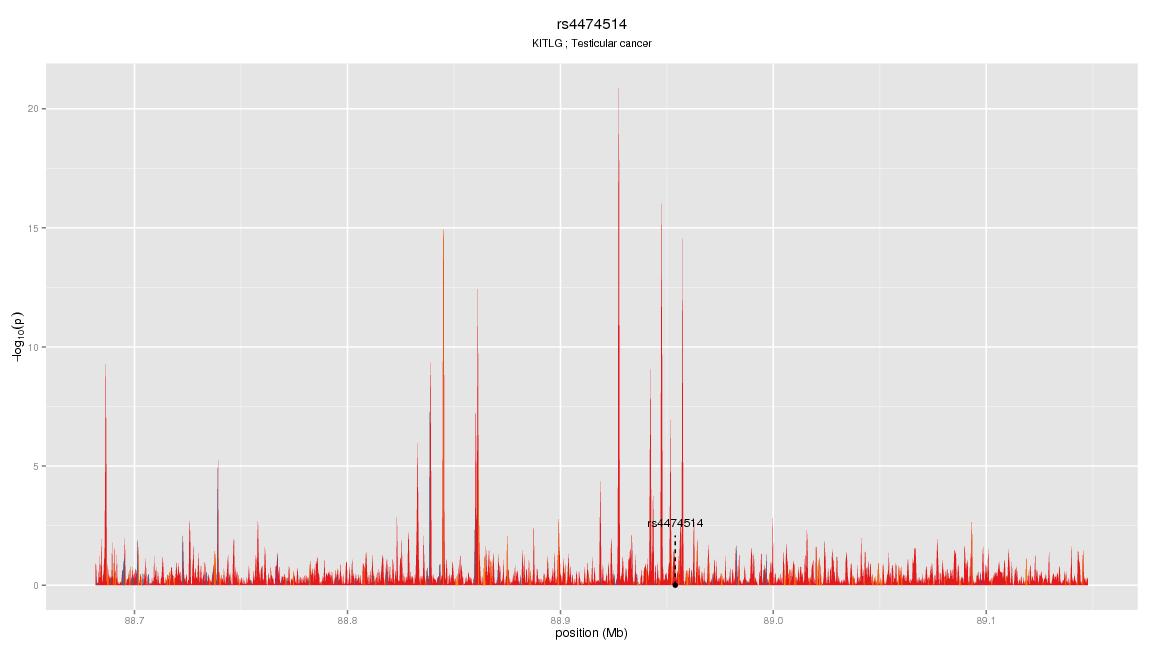 rs4474514
KITLG ; Testicular cancer
20
15
10
5
0
−log10(p)
rs4474514
88.7
88.8
88.9
89.0
89.1
position (Mb)